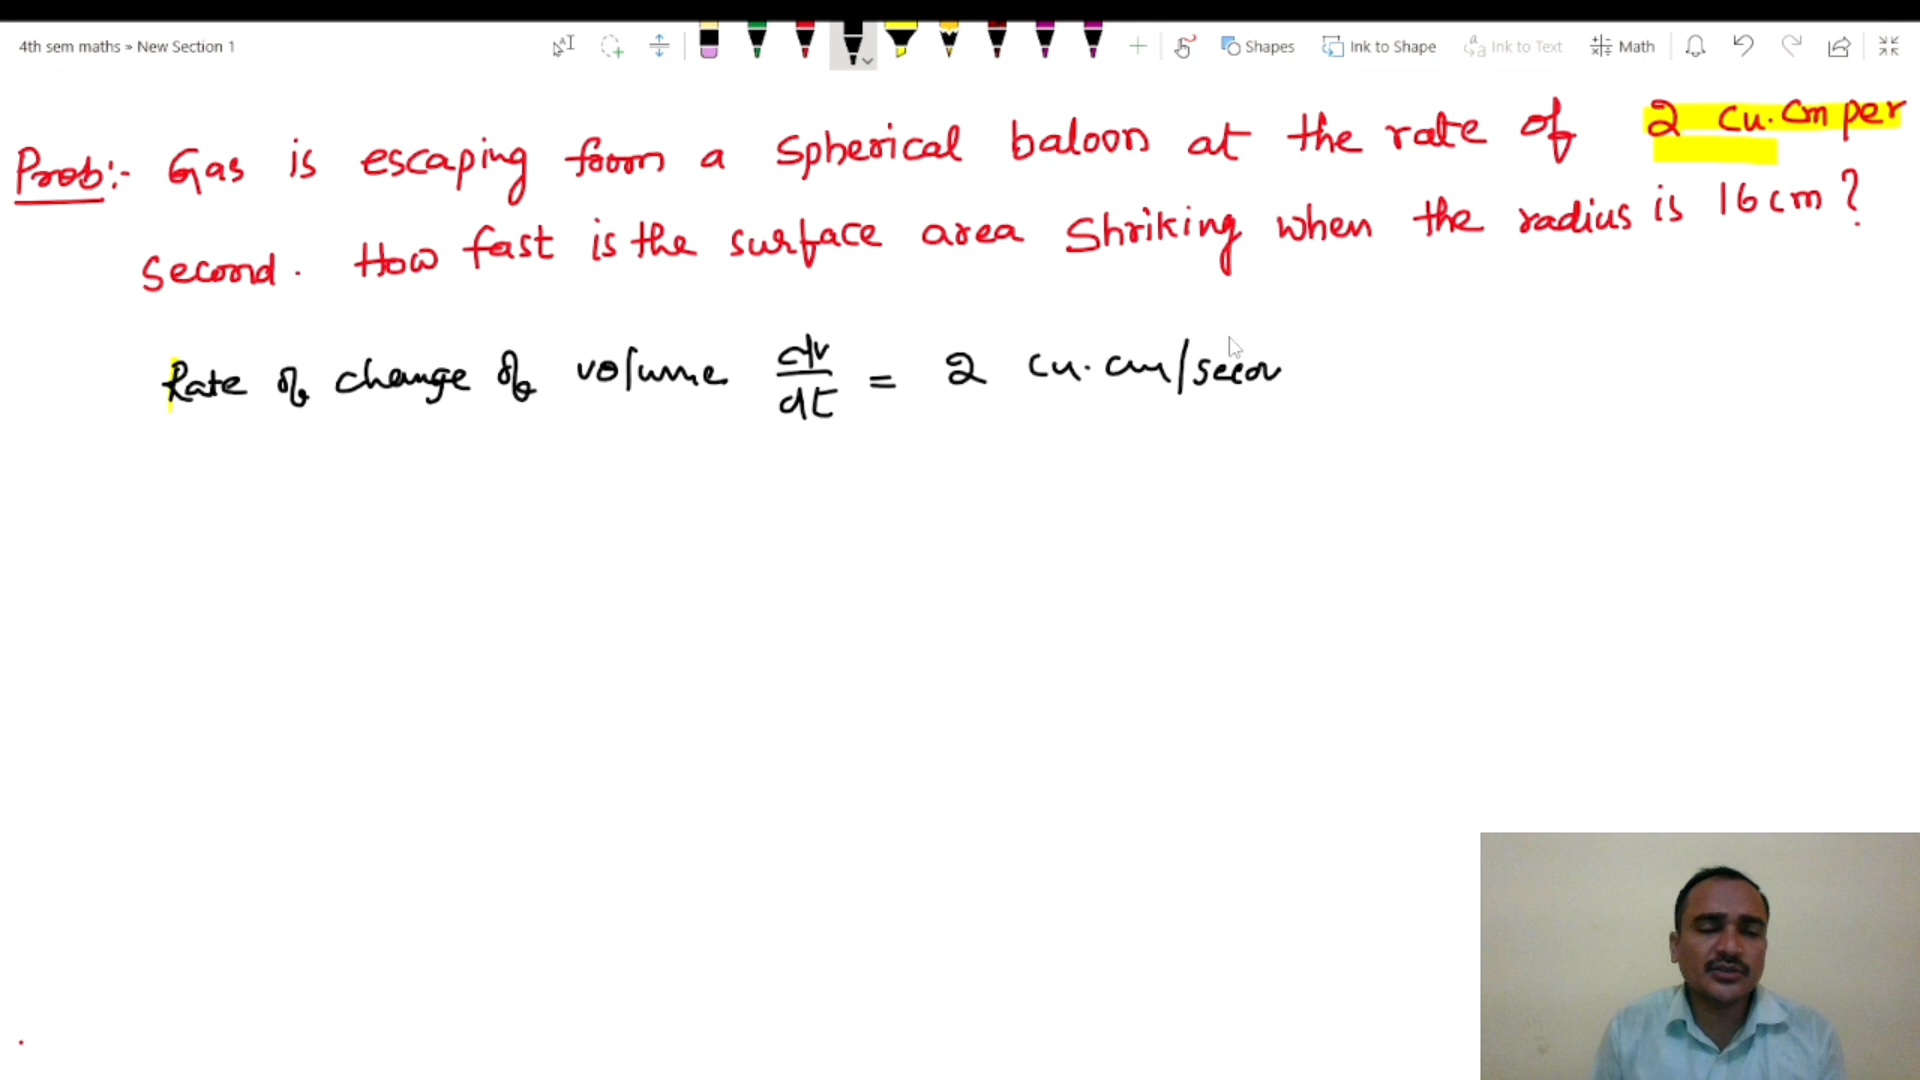 4th sem maths » New Section 1
Shapes Ink to Shape Ink to Text Math
Prob:- Gas is escaping from a Spherical baloon at the rate of 2 cu.cm per
Second. How fast is the surface area Shriking when the radius is 16cm?
Rate of change of volume dv/dt = 2 cu.cm/secon